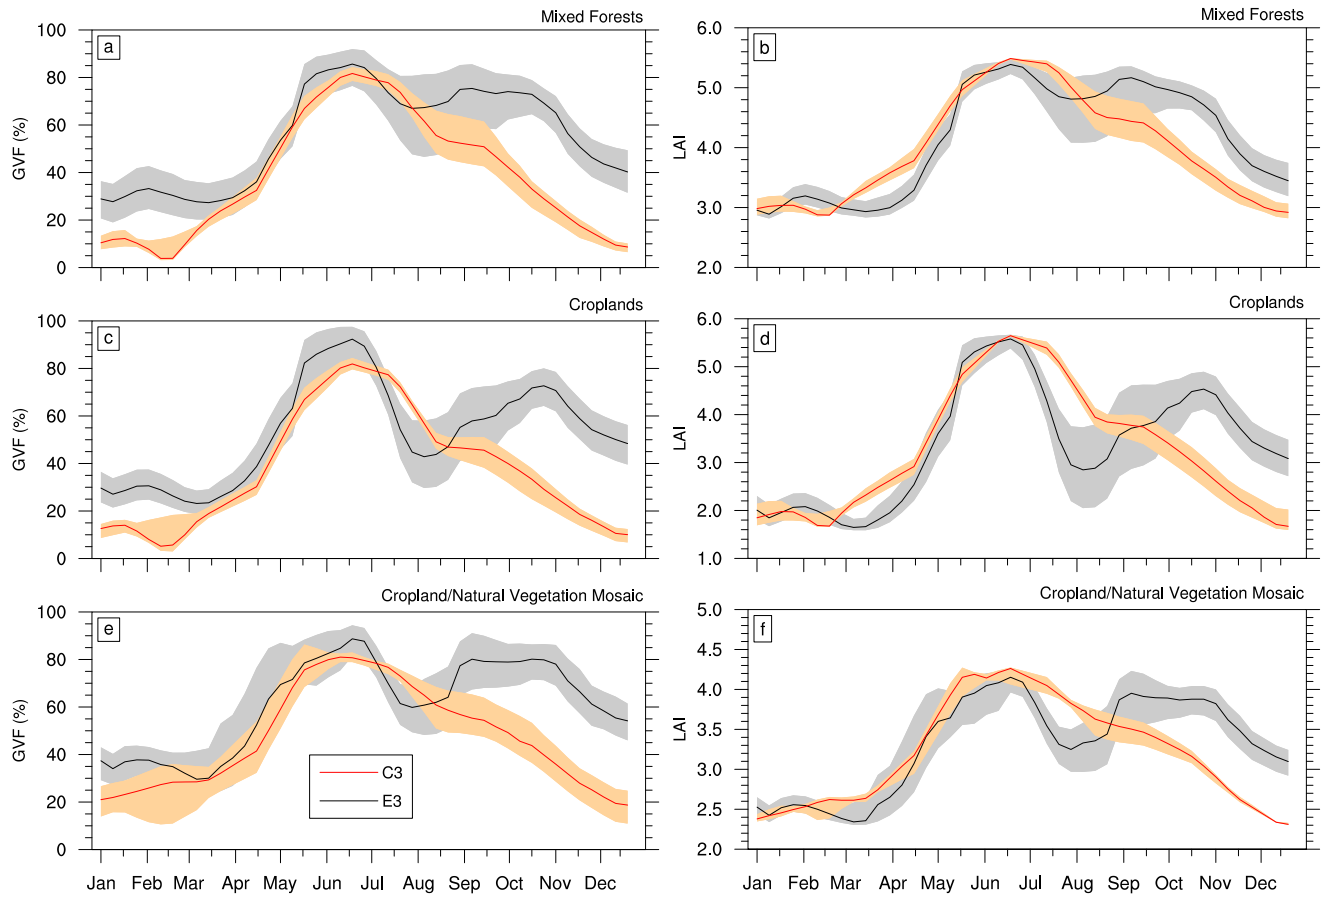 Mixed Forests
a
GVF (%)
100
80
60
40
20
0
Mixed Forests
b
LAI
6.0
5.0
4.0
3.0
2.0
Croplands
c
GVF (%)
100
80
60
40
20
0
Croplands
d
LAI
6.0
5.0
4.0
3.0
2.0
1.0
Cropland/Natural Vegetation Mosaic
e
GVF (%)
100
80
60
40
20
0
C3
E3
Jan Feb Mar Apr May Jun Jul Aug Sep Oct Nov Dec
Cropland/Natural Vegetation Mosaic
f
LAI
5.0
4.5
4.0
3.5
3.0
2.5
2.0
Jan Feb Mar Apr May Jun Jul Aug Sep Oct Nov Dec